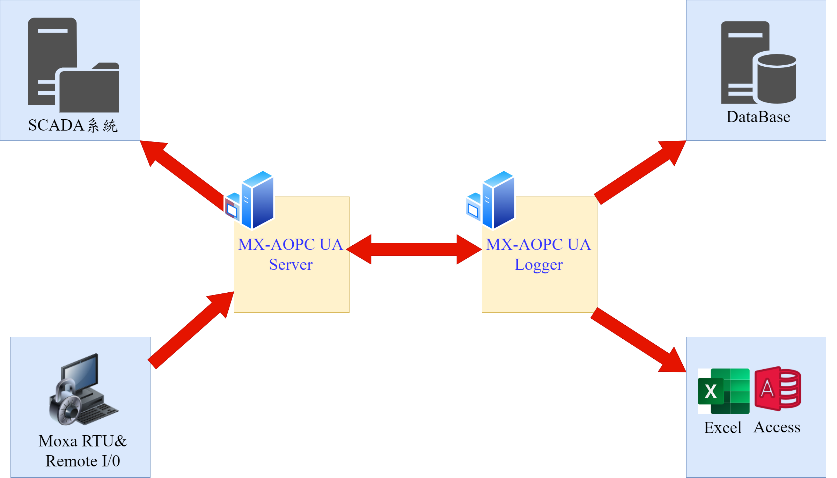 SCADA系統
DataBase
MX-AOPC UA
Server
MX-AOPC UA
Logger
Moxa RTU&
Remote I/0
X
Excel
A
Access